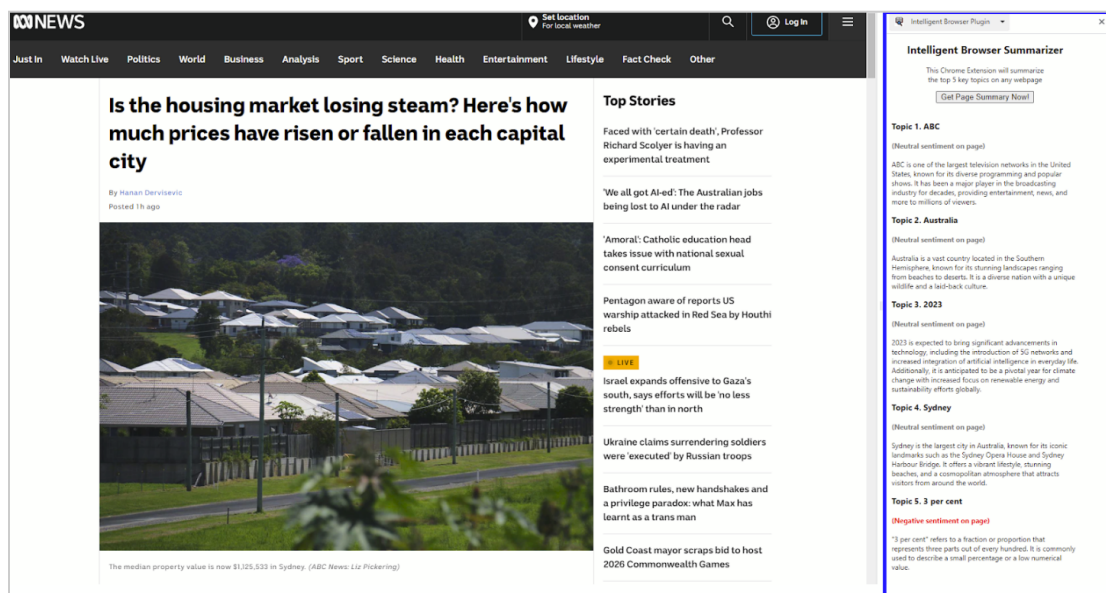 NEWS
Set location
For local weather
Log In
Just In Watch Live Politics World Business Analysis Sport Science Health Entertainment Lifestyle Fact Check Other
Is the housing market losing steam? Here's how
much prices have risen or fallen in each capital
city
By Hanan Dervisevic
Posted 1h ago
The median property value is now $1,125,533 in Sydney. (ABC News: Liz Pickering)
Top Stories
Faced with 'certain death', Professor
Richard Scolyer is having an
experimental treatment
'We all got AI-ed': The Australian jobs
being lost to AI under the radar
'Amoral': Catholic education head
takes issue with national sexual
consent curriculum
Pentagon aware of reports US
warship attacked in Red Sea by Houthi
rebels
LIVE
Israel expands offensive to Gaza's
south, says efforts will be 'no less
strength' than in north
Ukraine claims surrendering soldiers
were 'executed' by Russian troops
Bathroom rules, new handshakes and
a privilege paradox: what Max has
learnt as a trans man
Gold Coast mayor scraps bid to host
2026 Commonwealth Games
Intelligent Browser Plugin
Intelligent Browser Summarizer
This Chrome Extension will summarize
the top 5 key topics on any webpage
Get Page Summary Now!
Topic 1. ABC
(Neutral sentiment on page)
ABC is one of the largest television networks in the United
States, known for its diverse programming and popular
shows. It has been a major player in the broadcasting
industry for decades, providing entertainment, news, and
more to millions of viewers.
Topic 2. Australia
(Neutral sentiment on page)
Australia is a vast country located in the Southern
Hemisphere, known for its stunning landscapes ranging
from beaches to deserts. It is a diverse nation with a unique
wildlife and a laid-back culture.
Topic 3. 2023
(Neutral sentiment on page)
2023 is expected to bring significant advancements in
technology, including the introduction of 5G networks and
increased integration of artificial intelligence in everyday life.
Additionally, it is anticipated to be a pivotal year for climate
change with increased focus on renewable energy and
sustainability efforts globally.
Topic 4. Sydney
(Neutral sentiment on page)
Sydney is the largest city in Australia, known for its iconic
landmarks such as the Sydney Opera House and Sydney
Harbour Bridge. It offers a vibrant lifestyle, stunning
beaches, and a cosmopolitan atmosphere that attracts
visitors from around the world.
Topic 5. 3 per cent
(Negative sentiment on page)
"3 per cent" refers to a fraction or proportion that
represents three parts out of every hundred. It is commonly
used to describe a small percentage or a low numerical
value.